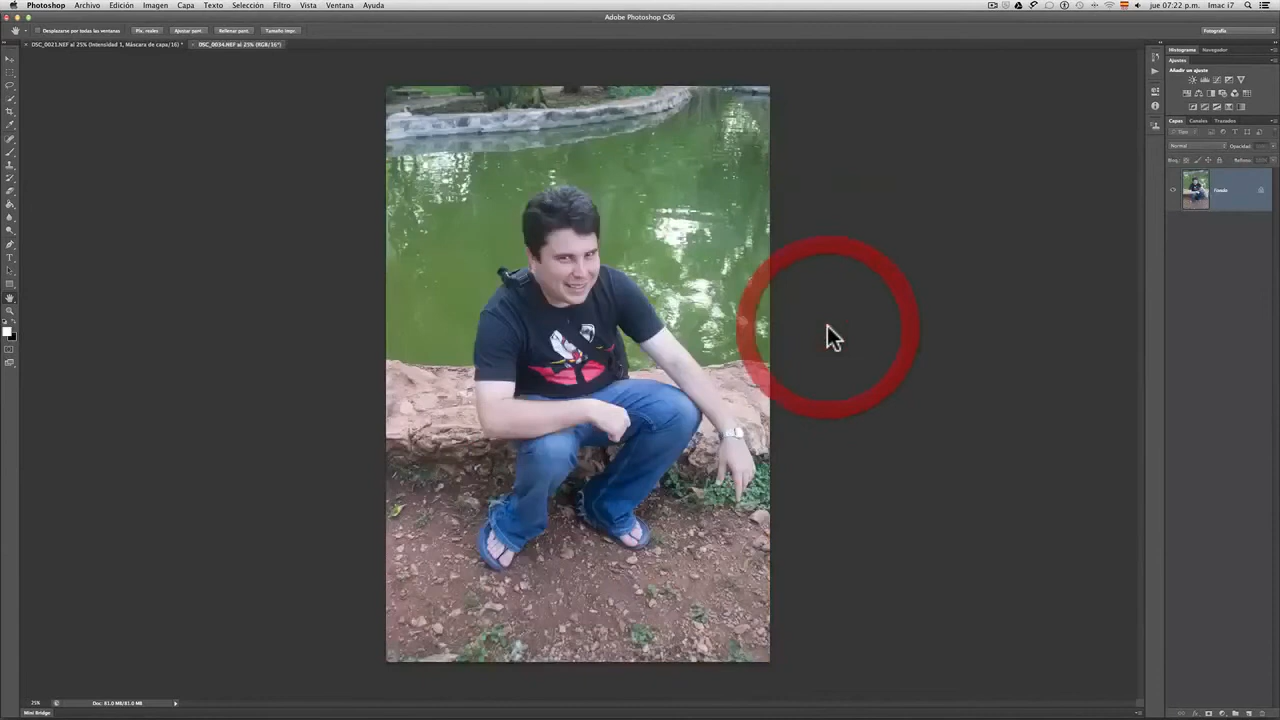 Photoshop Archivo Edición Imagen Capa Texto Selección Filtro Vista Ventana Ayuda
jue 07:22 p.m. Imac i7
Adobe Photoshop CS6
Desplazarse por todas las ventanas Píx. reales Ajustar pant. Rellenar pant. Tamaño impr. Fotografía
DSC_0021.NEF al 25% (Intensidad 1, Máscara de capa/16) * DSC_0034.NEF al 25% (RGB/16*)
Histograma Navegador
Ajustes
Añadir un ajuste
Capas Canales Trazados
Tipo
Normal Opacidad:
Bloq.: Relleno:
Fondo
25% Doc: 81.0 MB/81.0 MB
Mini Bridge